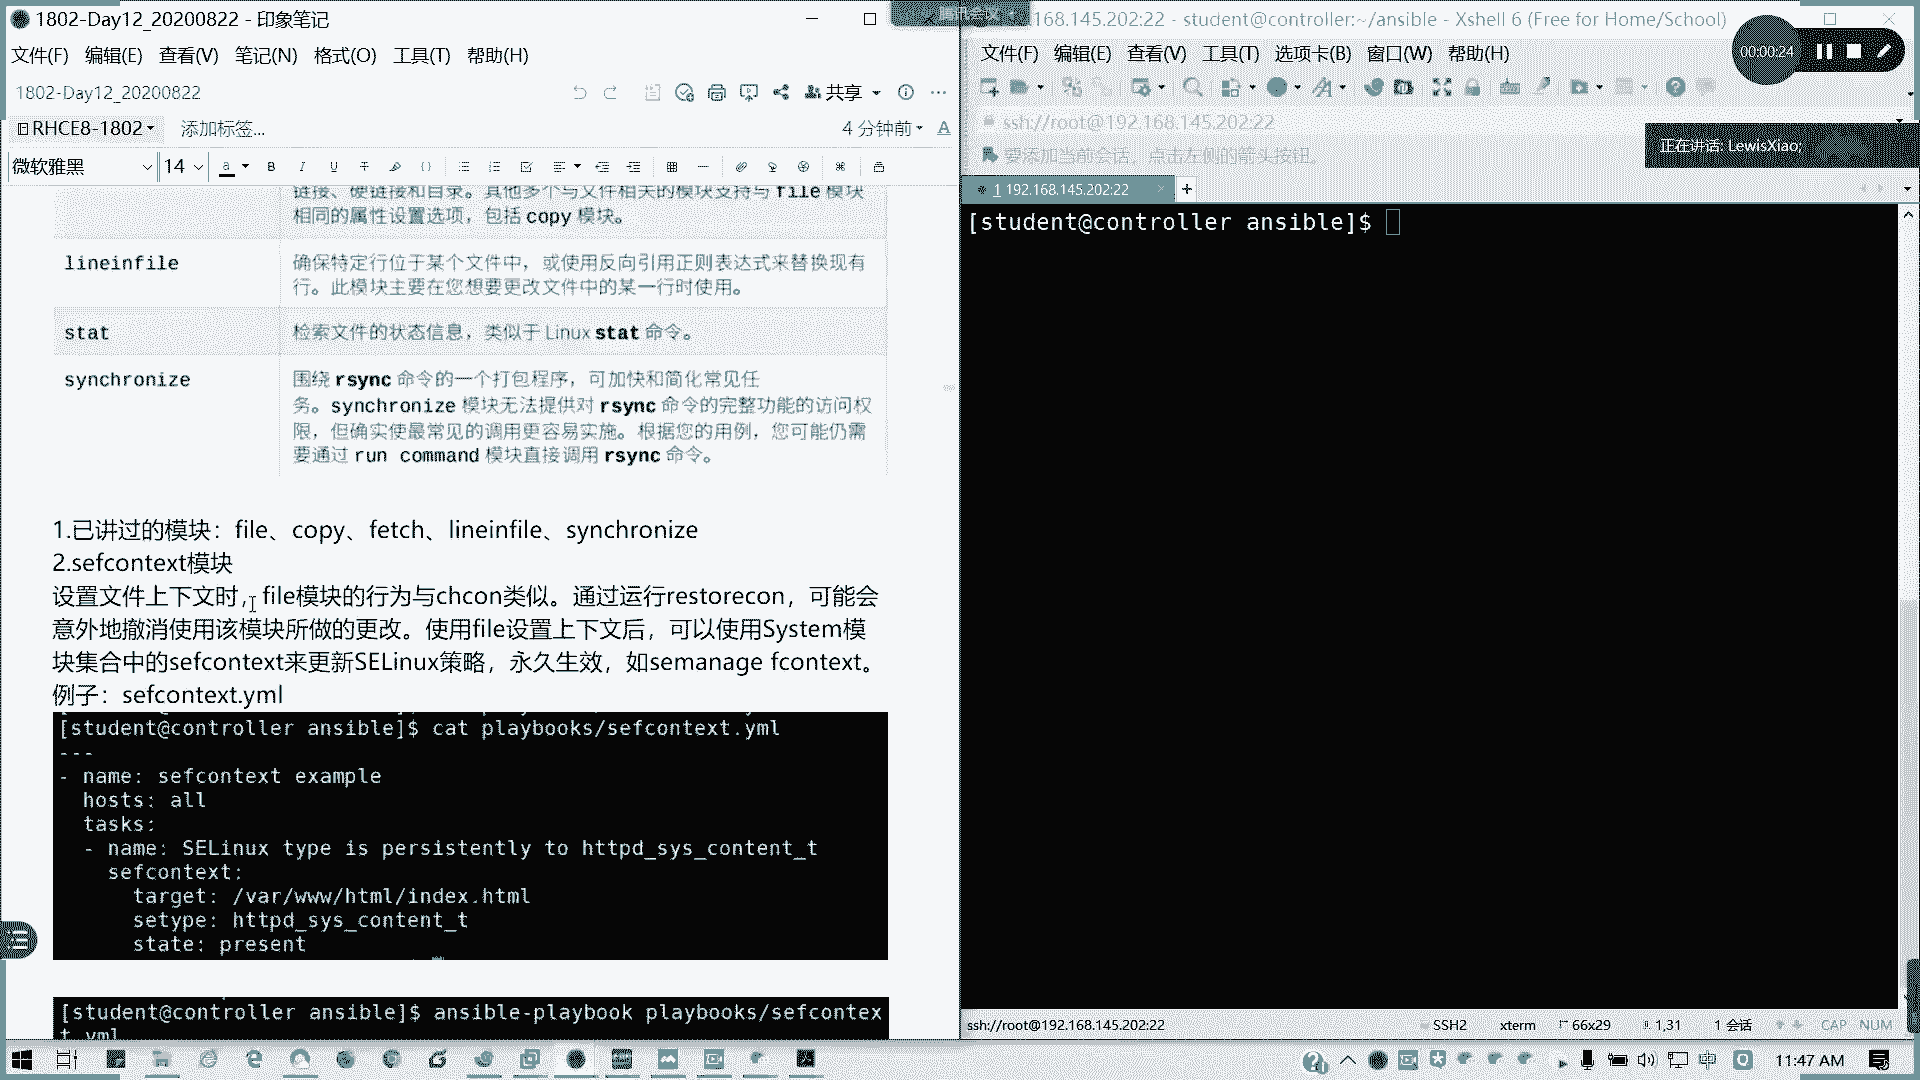 1802-Day12_20200822 - 印象笔记
文件(F) 编辑(E) 查看(V) 笔记(N) 格式(O) 工具(T) 帮助(H)
1802-Day12_20200822
共享
RHCE8-1802
添加标签...
4 分钟前
微软雅黑 14
链接、硬链接和目录。其他多个与文件相关的模块支持与 file 模块
相同的属性设置选项，包括 copy 模块。
lineinfile
确保特定行位于某个文件中，或使用反向引用正则表达式来替换现有
行。此模块主要在您想要更改文件中的某一行时使用。
stat
检索文件的状态信息，类似于 Linux stat 命令。
synchronize
围绕 rsync 命令的一个打包程序，可加快和简化常见任
务。synchronize 模块无法提供对 rsync 命令的完整功能的访问权
限，但确实使最常见的调用更容易实施。根据您的用例，您可能仍需
要通过 run command 模块直接调用 rsync 命令。
1.已讲过的模块：file、copy、fetch、lineinfile、synchronize
2.sefcontext模块
设置文件上下文时，file模块的行为与chcon类似。通过运行restorecon，可能会
意外地撤消使用该模块所做的更改。使用file设置上下文后，可以使用System模
块集合中的sefcontext来更新SELinux策略，永久生效，如semanage fcontext。
例子：sefcontext.yml
[student@controller ansible]$ cat playbooks/sefcontext.yml
---
- name: sefcontext example
hosts: all
tasks:
- name: SELinux type is persistently to httpd_sys_content_t
sefcontext:
target: /var/www/html/index.html
setype: httpd_sys_content_t
state: present
[student@controller ansible]$ ansible-playbook playbooks/sefcontex
t.yml
腾讯会议
168.145.202:22 - student@controller:~/ansible - Xshell 6 (Free for Home/School)
文件(F) 编辑(E) 查看(V) 工具(T) 选项卡(B) 窗口(W) 帮助(H)
00:00:24
ssh://root@192.168.145.202:22
要添加当前会话，点击左侧的箭头按钮。
正在讲话: LewisXiao;
1 192.168.145.202:22
[student@controller ansible]$
ssh://root@192.168.145.202:22 SSH2 xterm 66x29 1,31 1 会话 CAP NUM
中 11:47 AM